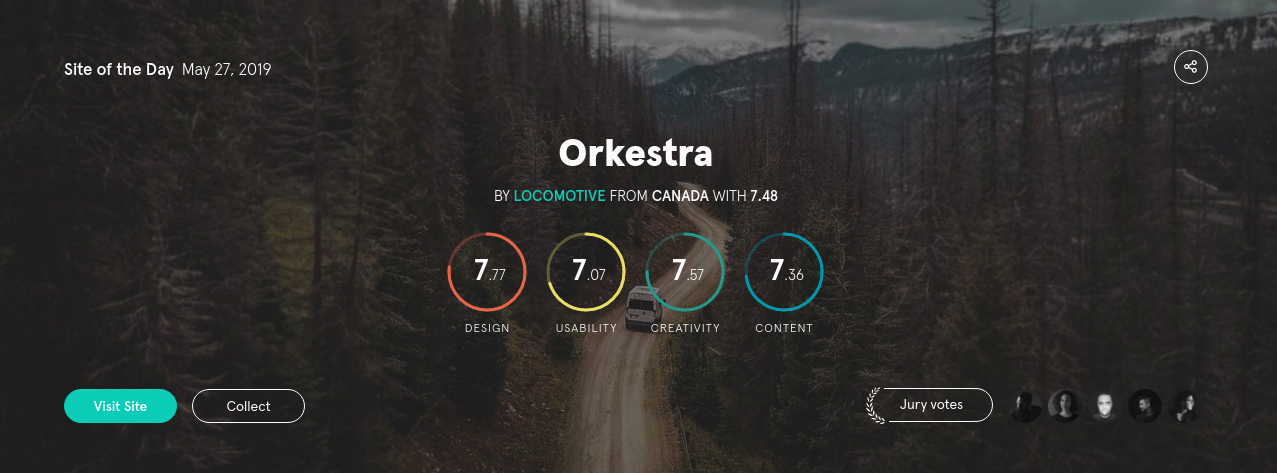 Site of the Day May 27, 2019
Orkestra
BY LOCOMOTIVE FROM CANADA WITH 7.48
7.77 7.07 7.57 7.36
DESIGN USABILITY CREATIVITY CONTENT
Visit Site Collect Jury votes